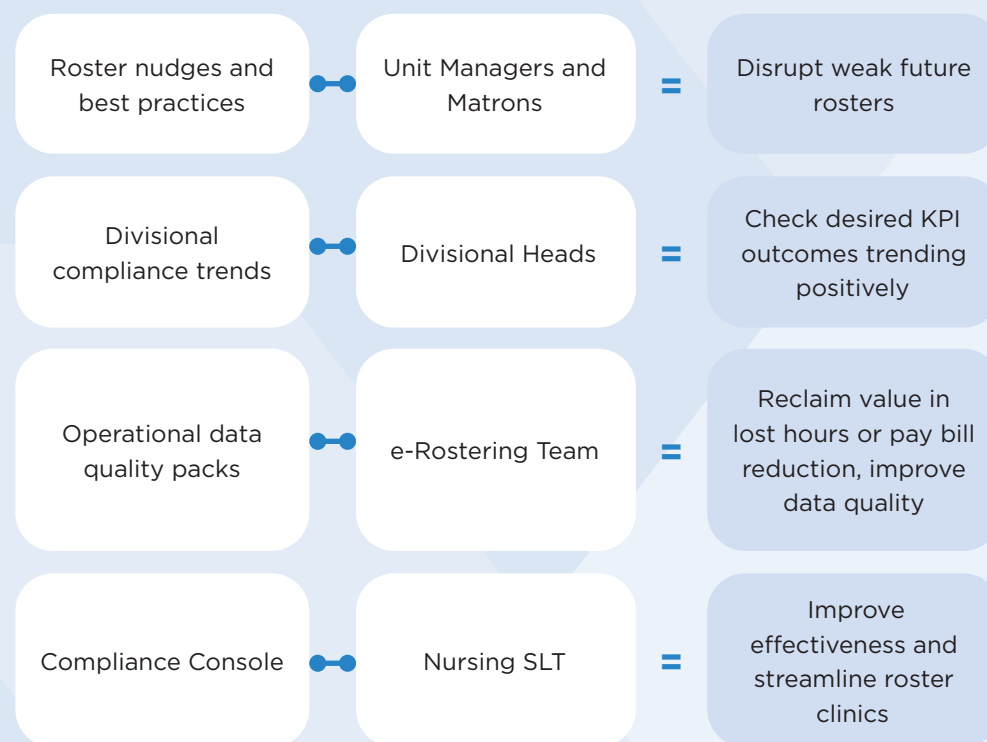 Roster nudges and
best practices
Unit Managers and
Matrons
=
Disrupt weak future
rosters
Divisional
compliance trends
Divisional Heads
=
Check desired KPI
outcomes trending
positively
Operational data
quality packs
e-Rostering Team
=
Reclaim value in
lost hours or pay bill
reduction, improve
data quality
Compliance Console
Nursing SLT
=
Improve
effectiveness and
streamline roster
clinics